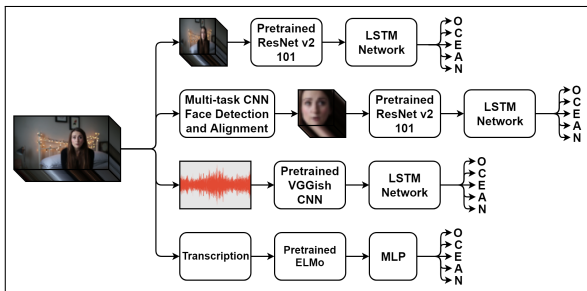 Pretrained
ResNet v2
101
LSTM
Network
O
C
E
A
N
Multi-task CNN
Face Detection
and Alignment
Pretrained
ResNet v2
101
LSTM
Network
O
C
E
A
N
Pretrained
VGGish
CNN
LSTM
Network
O
C
E
A
N
Transcription
Pretrained
ELMo
MLP
O
C
E
A
N